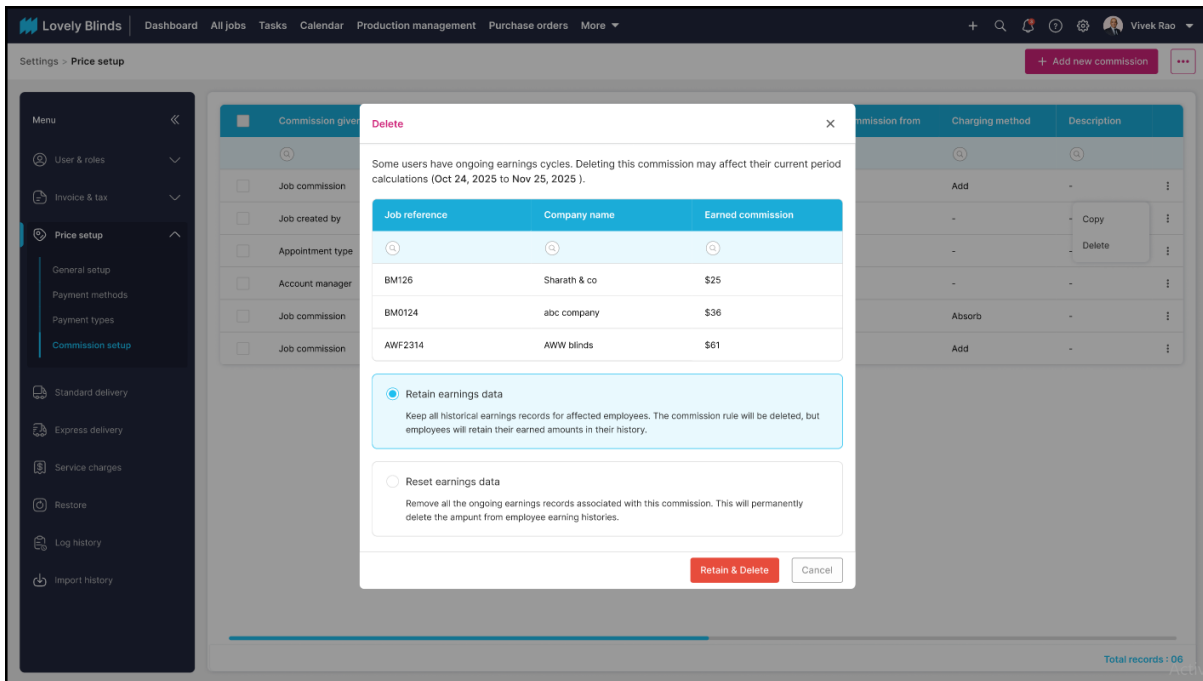 Lovely Blinds Dashboard All jobs Tasks Calendar Production management Purchase orders More Vivek Rao
Settings > Price setup + Add new commission
Menu
User & roles
Invoice & tax
Price setup
General setup
Payment methods
Payment types
Commission setup
Standard delivery
Express delivery
Service charges
Restore
Log history
Import history
Commission given
Charging method Description
Job commission Add -
Job created by - -
Appointment type - -
Account manager - -
Job commission Absorb -
Job commission Add -
Copy
Delete
Delete
Some users have ongoing earnings cycles. Deleting this commission may affect their current period
calculations (Oct 24, 2025 to Nov 25, 2025 ).
Job reference Company name Earned commission
BM126 Sharath & co $25
BM0124 abc company $36
AWF2314 AWW blinds $61
Retain earnings data
Keep all historical earnings records for affected employees. The commission rule will be deleted, but
employees will retain their earned amounts in their history.
Reset earnings data
Remove all the ongoing earnings records associated with this commission. This will permanently
delete the ampunt from employee earning histories.
Retain & Delete Cancel
Total records : 06